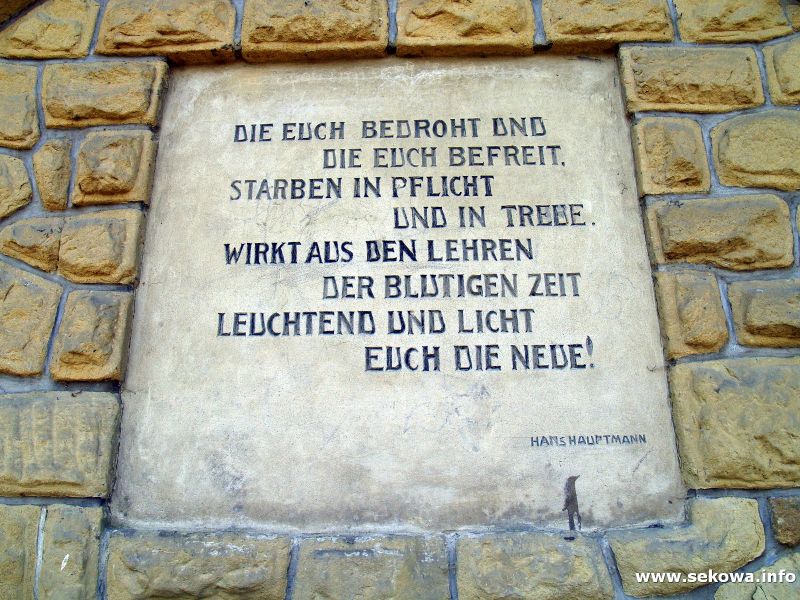 DIE EUCH BEDROHT UND
DIE EUCH BEFREIT,
STARBEN IN PFLICHT
UND IN TREUE.
WIRKT AUS DEN LEHREN
DER BLUTIGEN ZEIT
LEUCHTEND UND LICHT
EUCH DIE NEUE!
HANS HAUPTMANN
www.sekowa.info